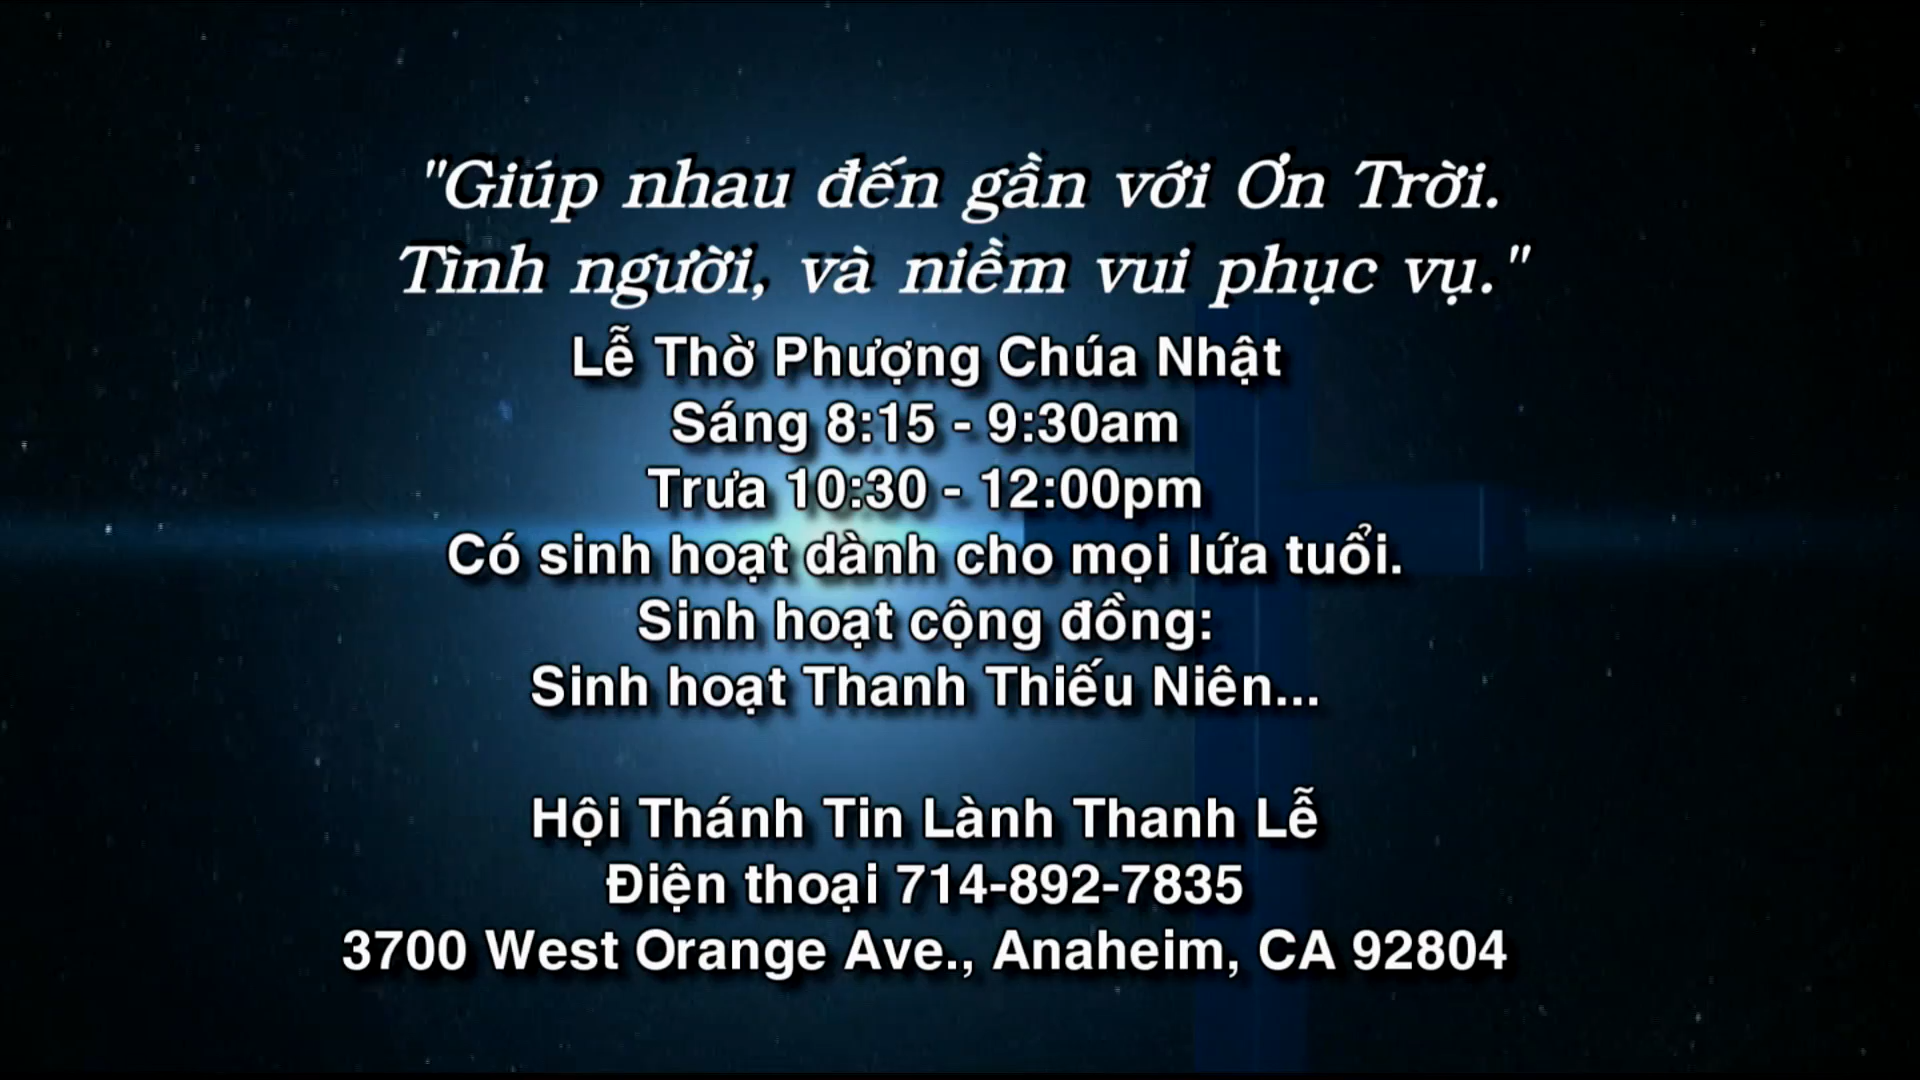 "Giúp nhau đến gần với Ơn Trời.
Tình người, và niềm vui phục vụ."
Lễ Thờ Phượng Chúa Nhật
Sáng 8:15 - 9:30am
Trưa 10:30 - 12:00pm
Có sinh hoạt dành cho mọi lứa tuổi.
Sinh hoạt cộng đồng:
Sinh hoạt Thanh Thiếu Niên...
Hội Thánh Tin Lành Thanh Lễ
Điện thoại 714-892-7835
3700 West Orange Ave., Anaheim, CA 92804